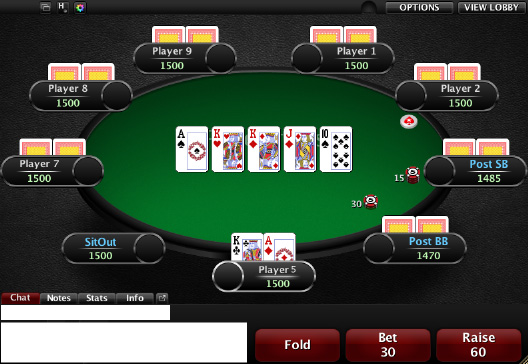 H
OPTIONS
VIEW LOBBY
Player 9
1500
Player 1
1500
Player 8
1500
Player 2
1500
Player 7
1500
A
K
K
J
10
Post SB
1485
15
30
SitOut
1500
K
A
Player 5
1500
Post BB
1470
Chat
Notes
Stats
Info
Fold
Bet
30
Raise
60